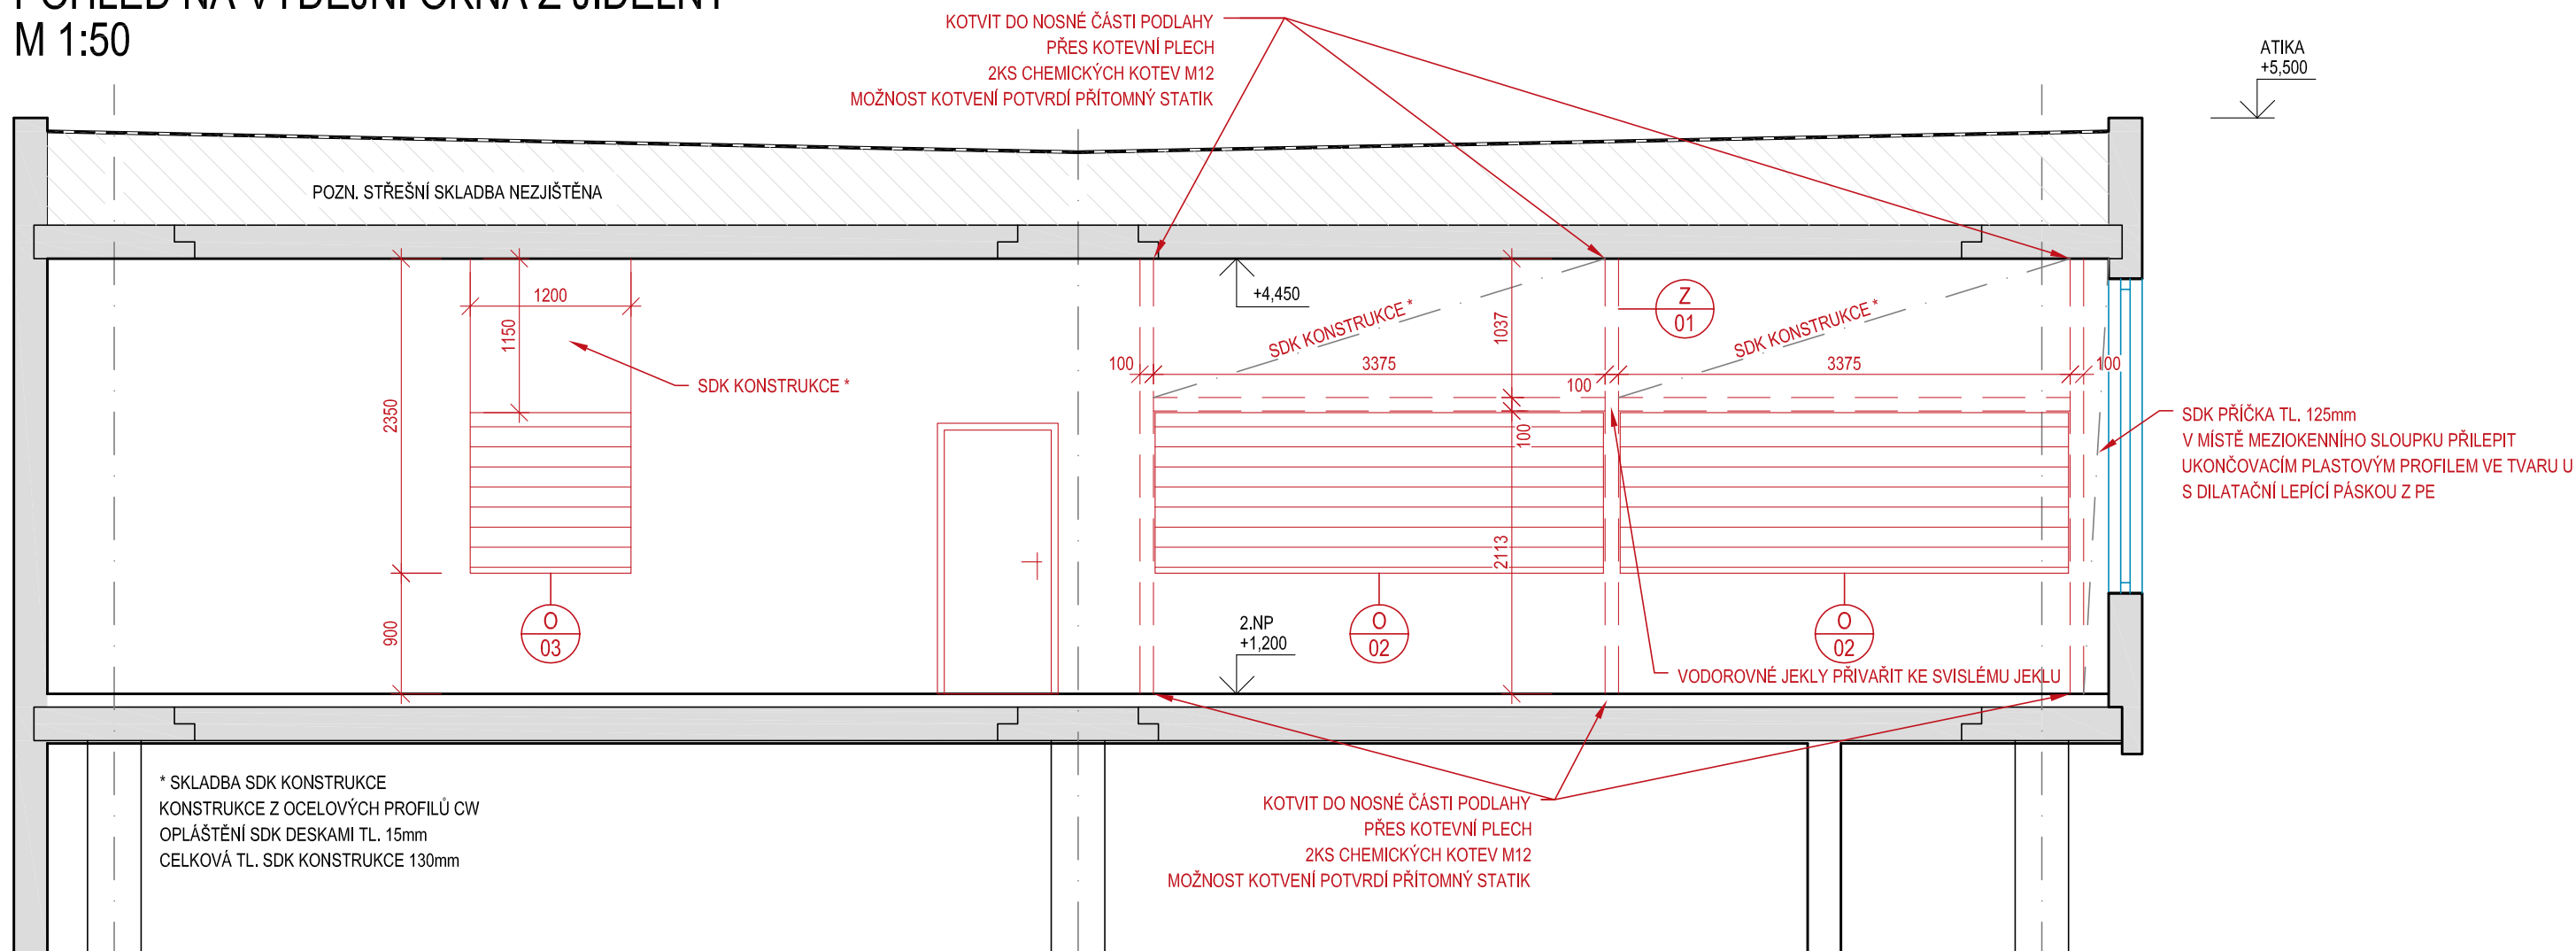 POHLED NA VÝDEJNÍ OKNA Z JÍDELNY
M 1:50
KOTVIT DO NOSNÉ ČÁSTI PODLAHY
PŘES KOTEVNÍ PLECH
2KS CHEMICKÝCH KOTEV M12
MOŽNOST KOTVENÍ POTVRDÍ PŘÍTOMNÝ STATIK
ATIKA
+5,500
POZN. STŘEŠNÍ SKLADBA NEZJIŠTĚNA
1200
1150
2350
900
SDK KONSTRUKCE *
O
03
+4,450
SDK KONSTRUKCE *
1037
Z
01
SDK KONSTRUKCE *
100
3375
100
3375
100
100
2113
SDK PŘÍČKA TL. 125mm
V MÍSTĚ MEZIOKENNÍHO SLOUPKU PŘILEPIT
UKONČOVACÍM PLASTOVÝM PROFILEM VE TVARU U
S DILATAČNÍ LEPÍCÍ PÁSKOU Z PE
2.NP
+1,200
O
02
O
02
VODOROVNÉ JEKLY PŘIVAŘIT KE SVISLÉMU JEKLU
* SKLADBA SDK KONSTRUKCE
KONSTRUKCE Z OCELOVÝCH PROFILŮ CW
OPLÁŠTĚNÍ SDK DESKAMI TL. 15mm
CELKOVÁ TL. SDK KONSTRUKCE 130mm
KOTVIT DO NOSNÉ ČÁSTI PODLAHY
PŘES KOTEVNÍ PLECH
2KS CHEMICKÝCH KOTEV M12
MOŽNOST KOTVENÍ POTVRDÍ PŘÍTOMNÝ STATIK